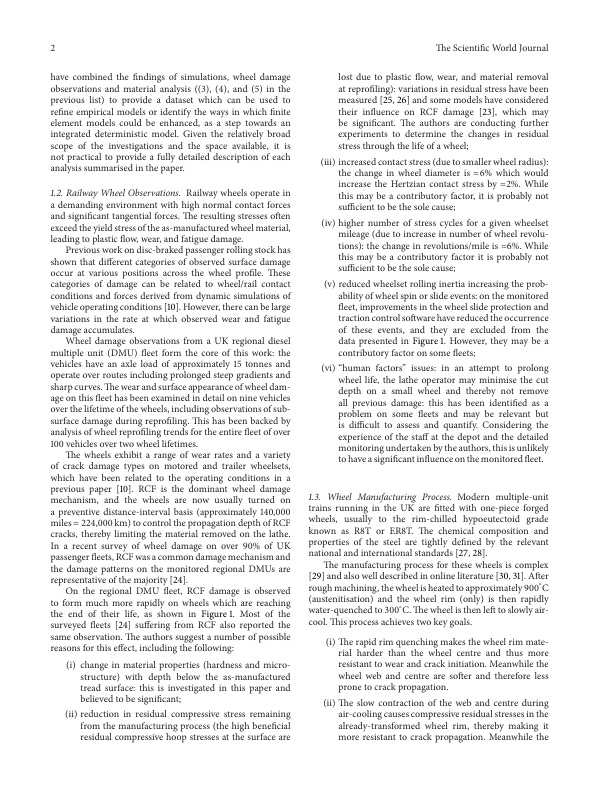 2
The Scientific World Journal
have combined the findings of simulations, wheel damage
observations and material analysis ((3), (4), and (5) in the
previous list) to provide a dataset which can be used to
refine empirical models or identify the ways in which finite
element models could be enhanced, as a step towards an
integrated deterministic model. Given the relatively broad
scope of the investigations and the space available, it is
not practical to provide a fully detailed description of each
analysis summarised in the paper.
1.2. Railway Wheel Observations. Railway wheels operate in
a demanding environment with high normal contact forces
and significant tangential forces. The resulting stresses often
exceed the yield stress of the as-manufactured wheel material,
leading to plastic flow, wear, and fatigue damage.
Previous work on disc-braked passenger rolling stock has
shown that different categories of observed surface damage
occur at various positions across the wheel profile. These
categories of damage can be related to wheel/rail contact
conditions and forces derived from dynamic simulations of
vehicle operating conditions [10]. However, there can be large
variations in the rate at which observed wear and fatigue
damage accumulates.
Wheel damage observations from a UK regional diesel
multiple unit (DMU) fleet form the core of this work: the
vehicles have an axle load of approximately 15 tonnes and
operate over routes including prolonged steep gradients and
sharp curves. The wear and surface appearance of wheel dam-
age on this fleet has been examined in detail on nine vehicles
over the lifetime of the wheels, including observations of sub-
surface damage during reprofiling. This has been backed by
analysis of wheel reprofiling trends for the entire fleet of over
100 vehicles over two wheel lifetimes.
The wheels exhibit a range of wear rates and a variety
of crack damage types on motored and trailer wheelsets,
which have been related to the operating conditions in a
previous paper [10]. RCF is the dominant wheel damage
mechanism, and the wheels are now usually turned on
a preventive distance-interval basis (approximately 140,000
miles = 224,000 km) to control the propagation depth of RCF
cracks, thereby limiting the material removed on the lathe.
In a recent survey of wheel damage on over 90% of UK
passenger fleets, RCF was a common damage mechanism and
the damage patterns on the monitored regional DMUs are
representative of the majority [24].
On the regional DMU fleet, RCF damage is observed
to form much more rapidly on wheels which are reaching
the end of their life, as shown in Figure 1. Most of the
surveyed fleets [24] suffering from RCF also reported the
same observation. The authors suggest a number of possible
reasons for this effect, including the following:
(i) change in material properties (hardness and micro-
structure) with depth below the as-manufactured
tread surface: this is investigated in this paper and
believed to be significant;
(ii) reduction in residual compressive stress remaining
from the manufacturing process (the high beneficial
residual compressive hoop stresses at the surface are
lost due to plastic flow, wear, and material removal
at reprofiling): variations in residual stress have been
measured [25, 26] and some models have considered
their influence on RCF damage [23], which may
be significant. The authors are conducting further
experiments to determine the changes in residual
stress through the life of a wheel;
(iii) increased contact stress (due to smaller wheel radius):
the change in wheel diameter is ≈6% which would
increase the Hertzian contact stress by ≈2%. While
this may be a contributory factor, it is probably not
sufficient to be the sole cause;
(iv) higher number of stress cycles for a given wheelset
mileage (due to increase in number of wheel revolu-
tions): the change in revolutions/mile is ≈6%. While
this may be a contributory factor it is probably not
sufficient to be the sole cause;
(v) reduced wheelset rolling inertia increasing the prob-
ability of wheel spin or slide events: on the monitored
fleet, improvements in the wheel slide protection and
traction control software have reduced the occurrence
of these events, and they are excluded from the
data presented in Figure 1. However, they may be a
contributory factor on some fleets;
(vi) “human factors” issues: in an attempt to prolong
wheel life, the lathe operator may minimise the cut
depth on a small wheel and thereby not remove
all previous damage: this has been identified as a
problem on some fleets and may be relevant but
is difficult to assess and quantify. Considering the
experience of the staff at the depot and the detailed
monitoring undertaken by the authors, this is unlikely
to have a significant influence on the monitored fleet.
1.3. Wheel Manufacturing Process. Modern multiple-unit
trains running in the UK are fitted with one-piece forged
wheels, usually to the rim-chilled hypoeutectoid grade
known as R8T or ER8T. The chemical composition and
properties of the steel are tightly defined by the relevant
national and international standards [27, 28].
The manufacturing process for these wheels is complex
[29] and also well described in online literature [30, 31]. After
rough machining, the wheel is heated to approximately 900°C
(austenitisation) and the wheel rim (only) is then rapidly
water-quenched to 300°C. The wheel is then left to slowly air-
cool. This process achieves two key goals.
(i) The rapid rim quenching makes the wheel rim mate-
rial harder than the wheel centre and thus more
resistant to wear and crack initiation. Meanwhile the
wheel web and centre are softer and therefore less
prone to crack propagation.
(ii) The slow contraction of the web and centre during
air-cooling causes compressive residual stresses in the
already-transformed wheel rim, thereby making it
more resistant to crack propagation. Meanwhile the